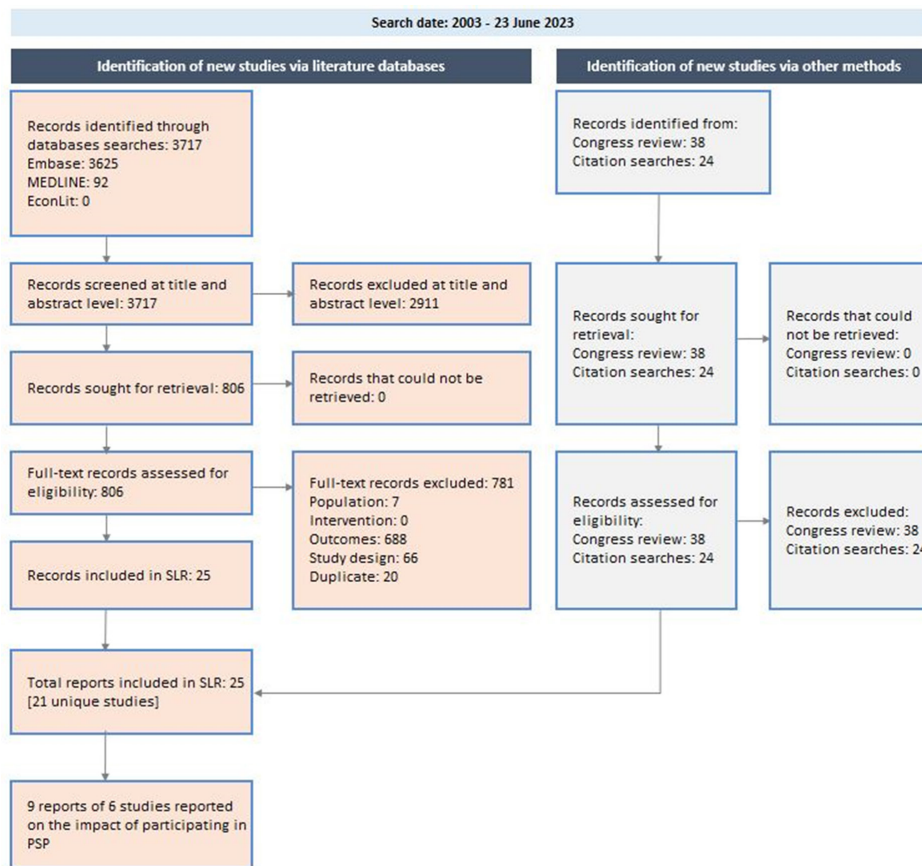 Search date: 2003 - 23 June 2023
Identification of new studies via literature databases
Identification of new studies via other methods
Records identified through
databases searches: 3717
Embase: 3625
MEDLINE: 92
EconLit: 0
Records identified from:
Congress review: 38
Citation searches: 24
Records screened at title and
abstract level: 3717
Records excluded at title and
abstract level: 2911
Records sought for retrieval: 806
Records that could not be
retrieved: 0
Records sought for
retrieval:
Congress review: 38
Citation searches: 24
Records that could
not be retrieved:
Congress review: 0
Citation searches: 0
Full-text records assessed for
eligibility: 806
Full-text records excluded: 781
Population: 7
Intervention: 0
Outcomes: 688
Study design: 66
Duplicate: 20
Records assessed for
eligibility:
Congress review: 38
Citation searches: 24
Records excluded:
Congress review: 38
Citation searches: 24
Records included in SLR: 25
Total reports included in SLR: 25
[21 unique studies]
9 reports of 6 studies reported
on the impact of participating in
PSP